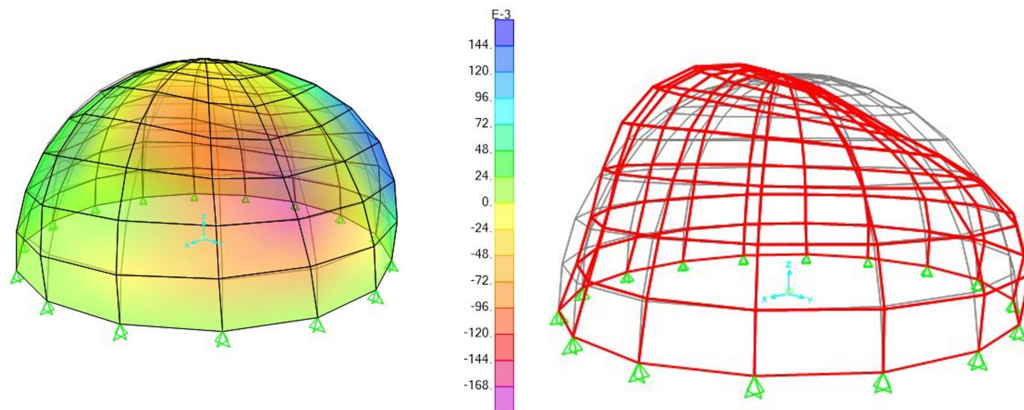 E-3
144.
120.
96.
72.
48.
24.
0.
-24.
-48.
-72.
-96.
-120.
-144.
-168.
Z
X
Z
X Y